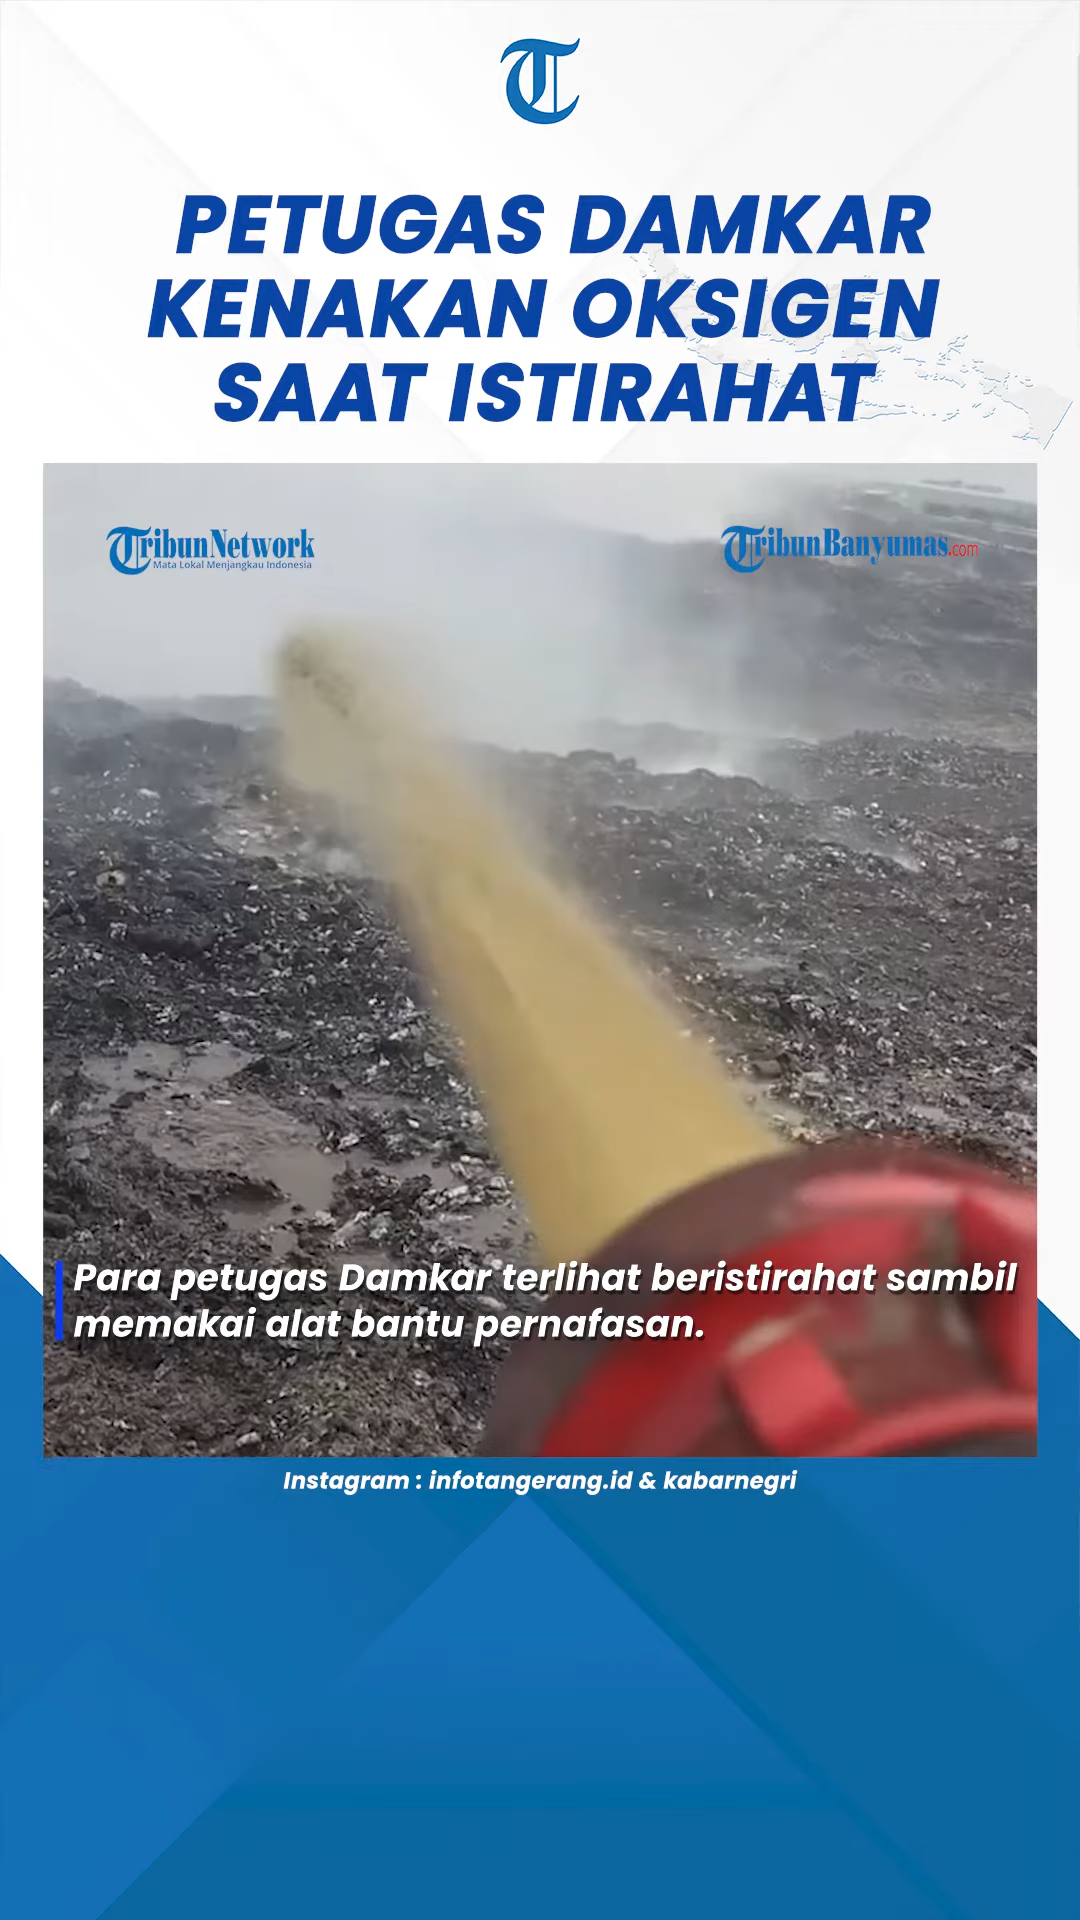 PETUGAS DAMKAR
KENAKAN OKSIGEN
SAAT ISTIRAHAT
TribunNetwork
Mata Lokal Menjangkau Indonesia
TribunBanyumas.com
Para petugas Damkar terlihat beristirahat sambil
memakai alat bantu pernafasan.
Instagram : infotangerang.id & kabarnegri